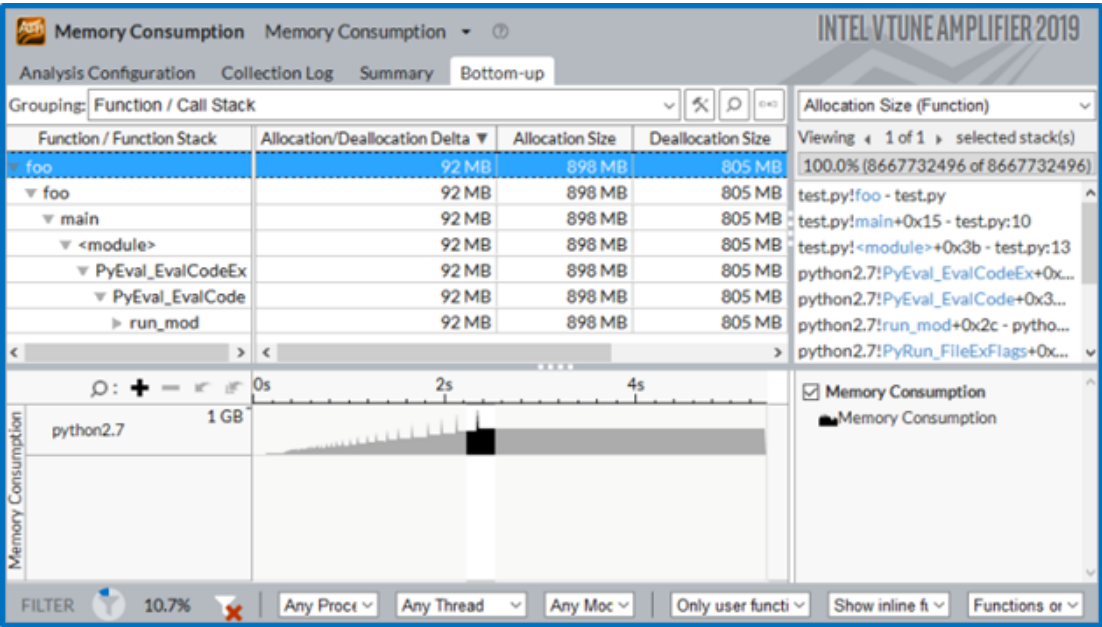 Memory Consumption Memory Consumption INTEL VTUNE AMPLIFIER 2019
Analysis Configuration Collection Log Summary Bottom-up
Grouping: Function / Call Stack
Function / Function Stack Allocation/Deallocation Delta ▼ Allocation Size Deallocation Size
foo 92 MB 898 MB 805 MB
foo 92 MB 898 MB 805 MB
main 92 MB 898 MB 805 MB
<module> 92 MB 898 MB 805 MB
PyEval_EvalCodeEx 92 MB 898 MB 805 MB
PyEval_EvalCode 92 MB 898 MB 805 MB
run_mod 92 MB 898 MB 805 MB
Allocation Size (Function)
Viewing 1 of 1 selected stack(s)
100.0% (8667732496 of 8667732496)
test.py!foo - test.py
test.py!main+0x15 - test.py:10
test.py!<module>+0x3b - test.py:13
python2.7!PyEval_EvalCodeEx+0x...
python2.7!PyEval_EvalCode+0x3...
python2.7!run_mod+0x2c - pytho...
python2.7!PyRun_FileExFlags+0x...
0s 2s 4s
Memory Consumption
python2.7 1 GB
Memory Consumption
Memory Consumption
FILTER 10.7% Any Proce Any Thread Any Moc Only user functi Show inline fu Functions or